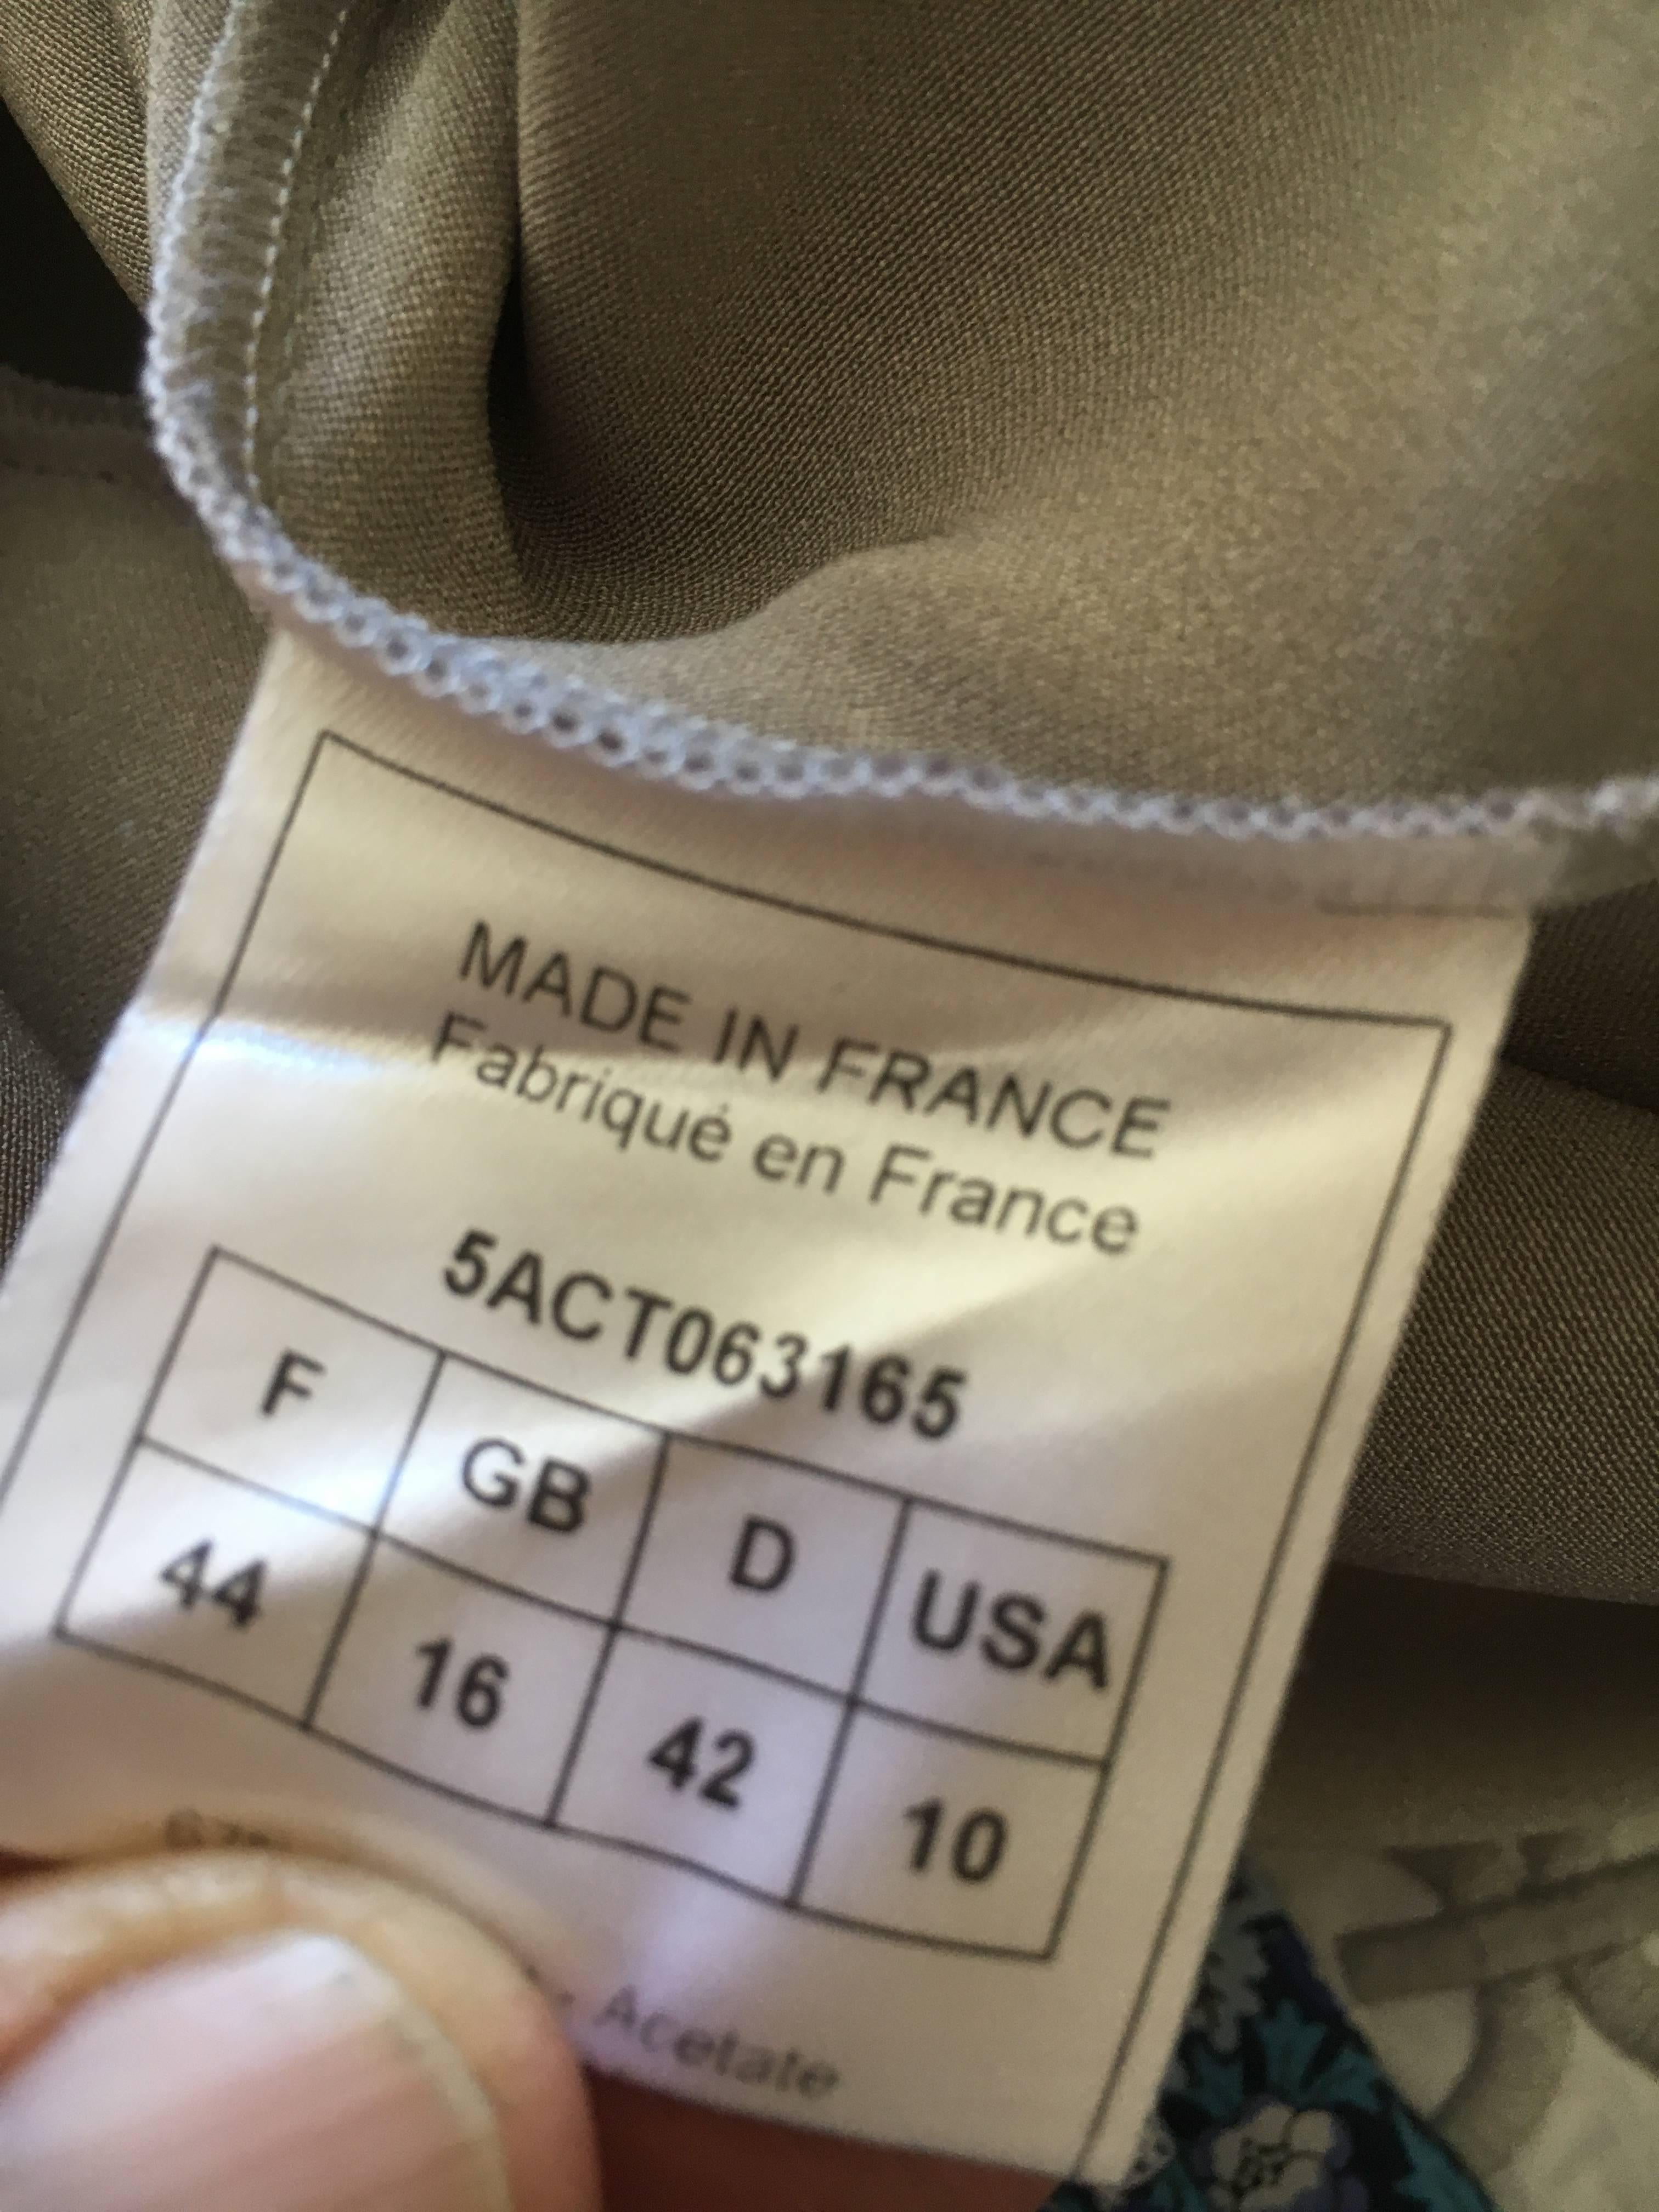 MADE IN FRANCE
Fabriqué en France
5ACT063165
F GB D USA
44 16 42 10
Acetate